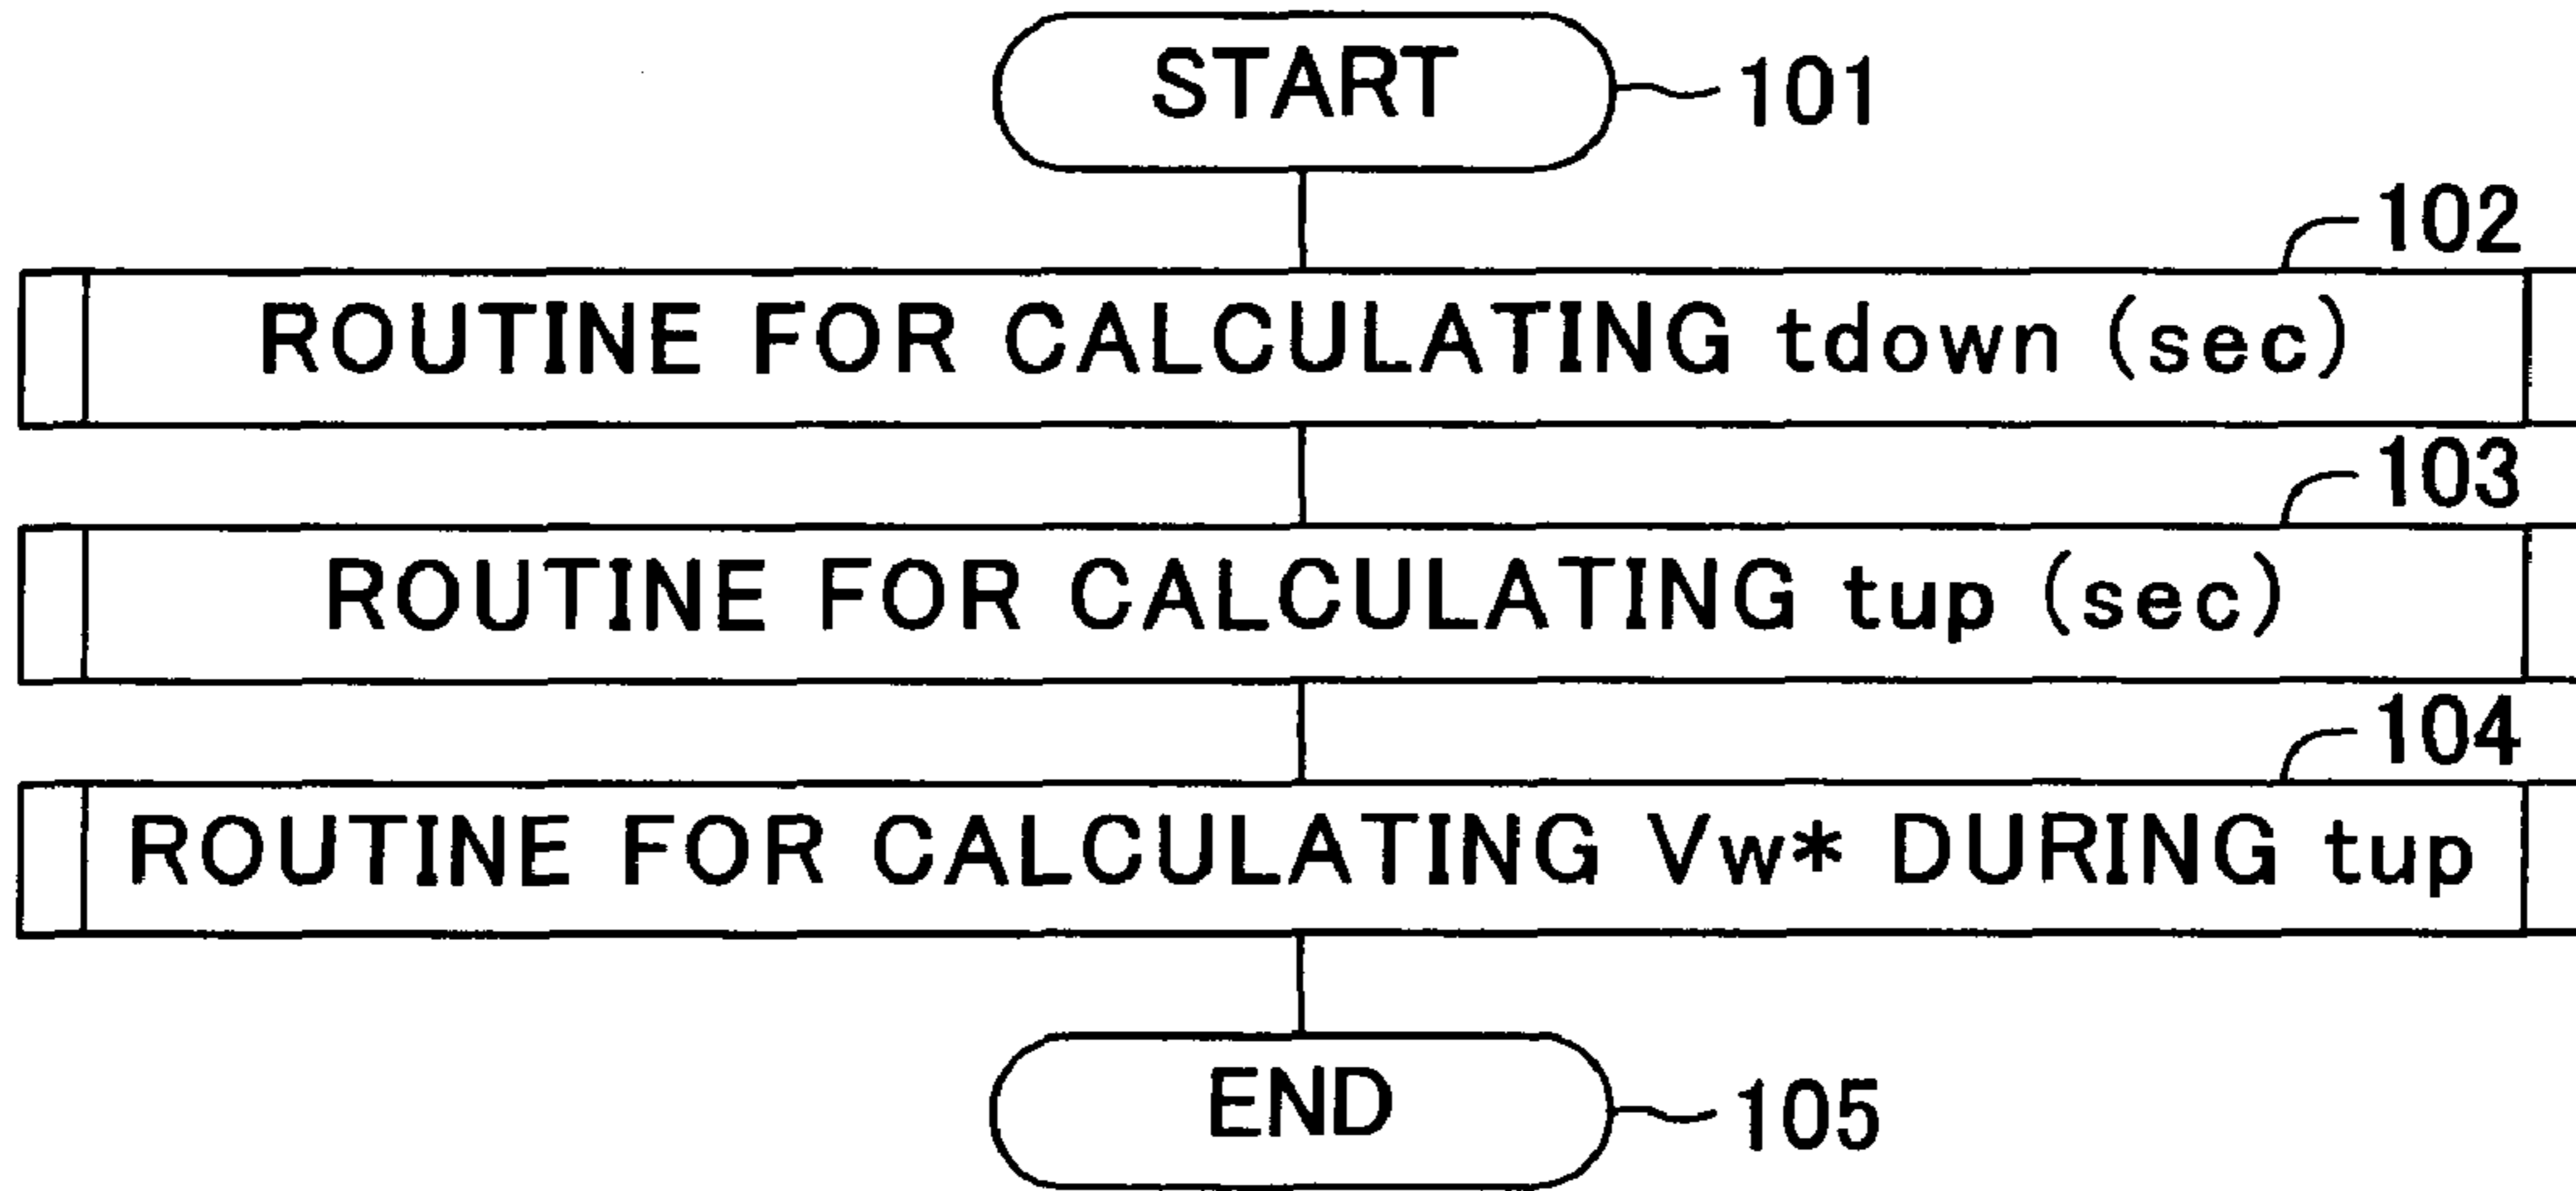 START
101
102
ROUTINE FOR CALCULATING tdown (sec)
103
ROUTINE FOR CALCULATING tup (sec)
104
ROUTINE FOR CALCULATING Vw* DURING tup
END
105